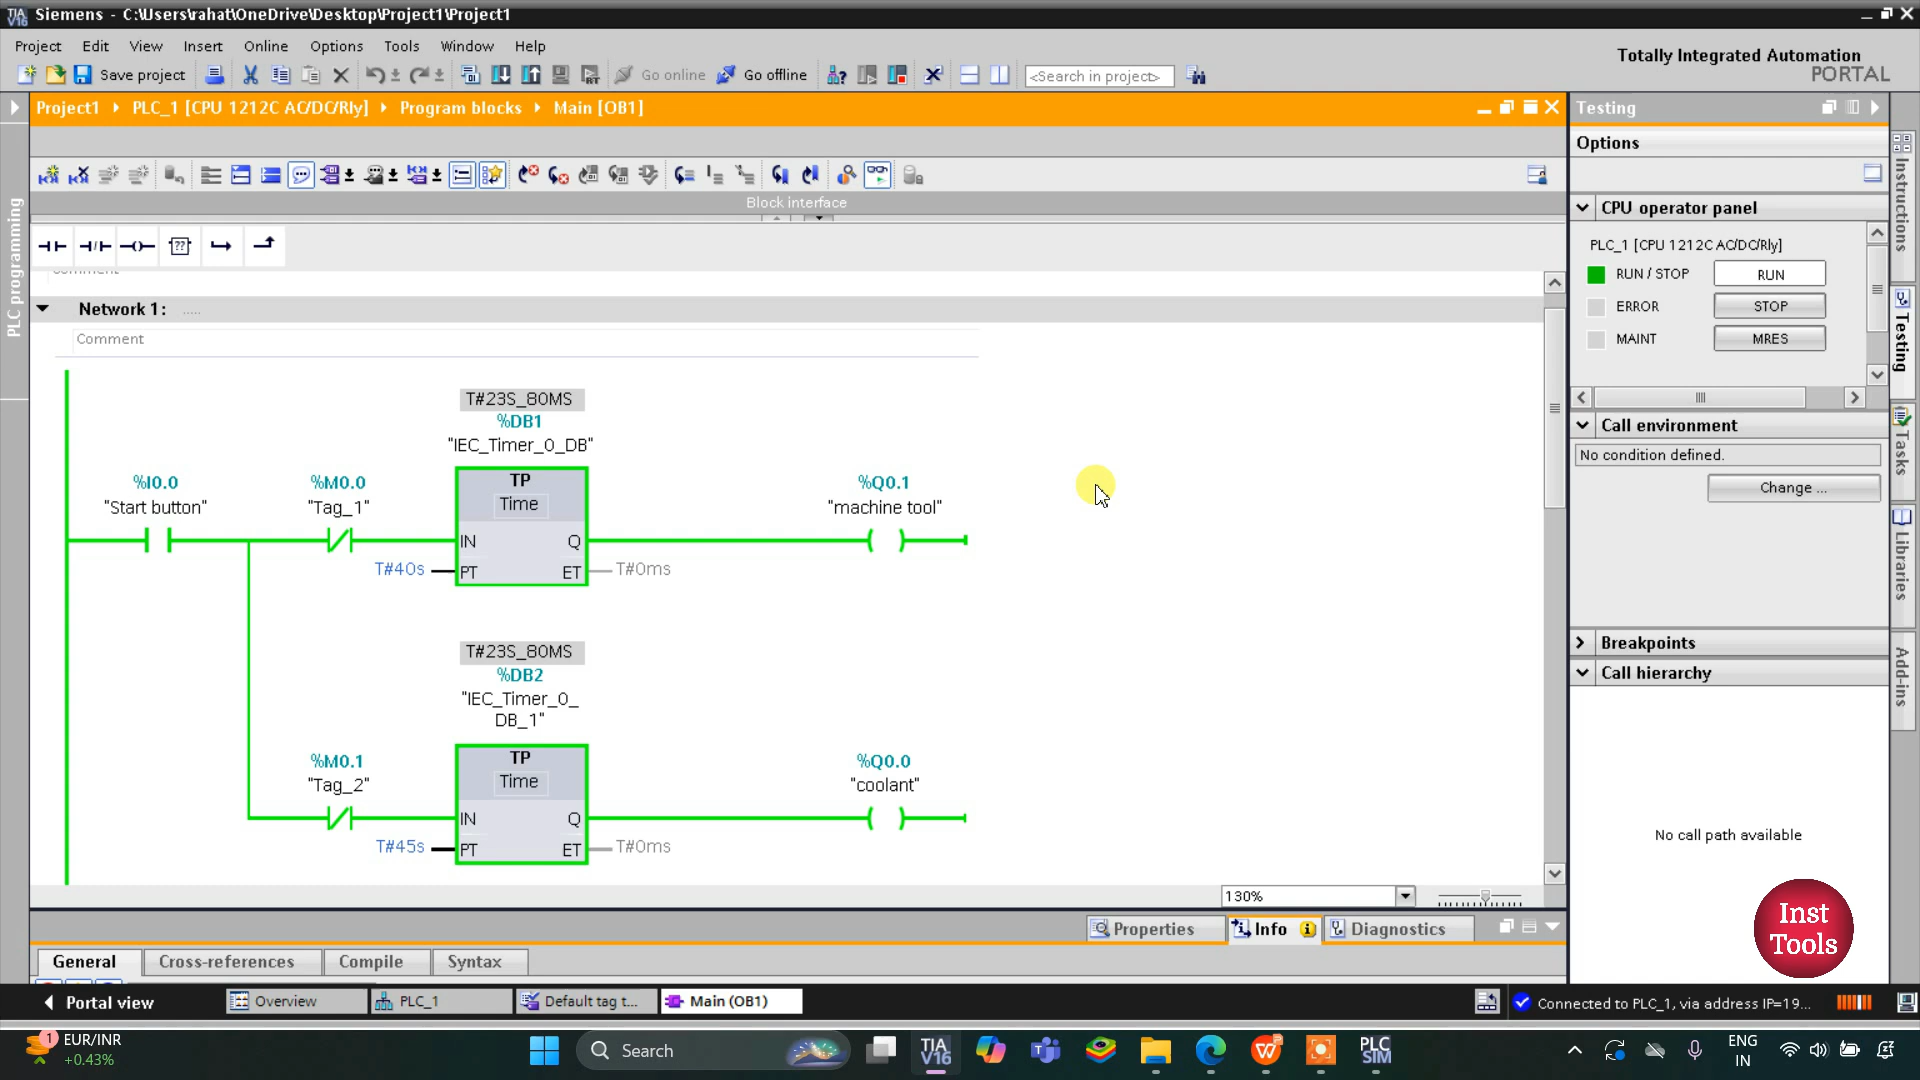 Siemens - C:\Users\rahat\OneDrive\Desktop\Project1\Project1
Project Edit View Insert Online Options Tools Window Help
Totally Integrated Automation
PORTAL
Save project
Go online
Go offline
<Search in project>
Project1 PLC_1 [CPU 1212C AC/DC/Rly] Program blocks Main [OB1]
Testing
Options
Block interface
PLC programming
CPU operator panel
PLC_1 [CPU 1212C AC/DC/Rly]
RUN / STOP RUN
ERROR STOP
MAINT MRES
Call environment
No condition defined.
Change ...
Breakpoints
Call hierarchy
No call path available
Instructions
Testing
Tasks
Libraries
Add-ins
Network 1: .....
Comment
T#23S_80MS
%DB1
"IEC_Timer_0_DB"
%I0.0
"Start button"
%M0.0
"Tag_1"
TP
Time
IN Q
T#40s PT ET T#0ms
%Q0.1
"machine tool"
T#23S_80MS
%DB2
"IEC_Timer_0_
DB_1"
%M0.1
"Tag_2"
TP
Time
IN Q
T#45s PT ET T#0ms
%Q0.0
"coolant"
130%
Properties Info Diagnostics
General Cross-references Compile Syntax
Inst
Tools
Portal view Overview PLC_1 Default tag t... Main (OB1)
Connected to PLC_1, via address IP=19...
1
EUR/INR
+0.43%
Search
TIA
V16
PLC
SIM
ENG
IN